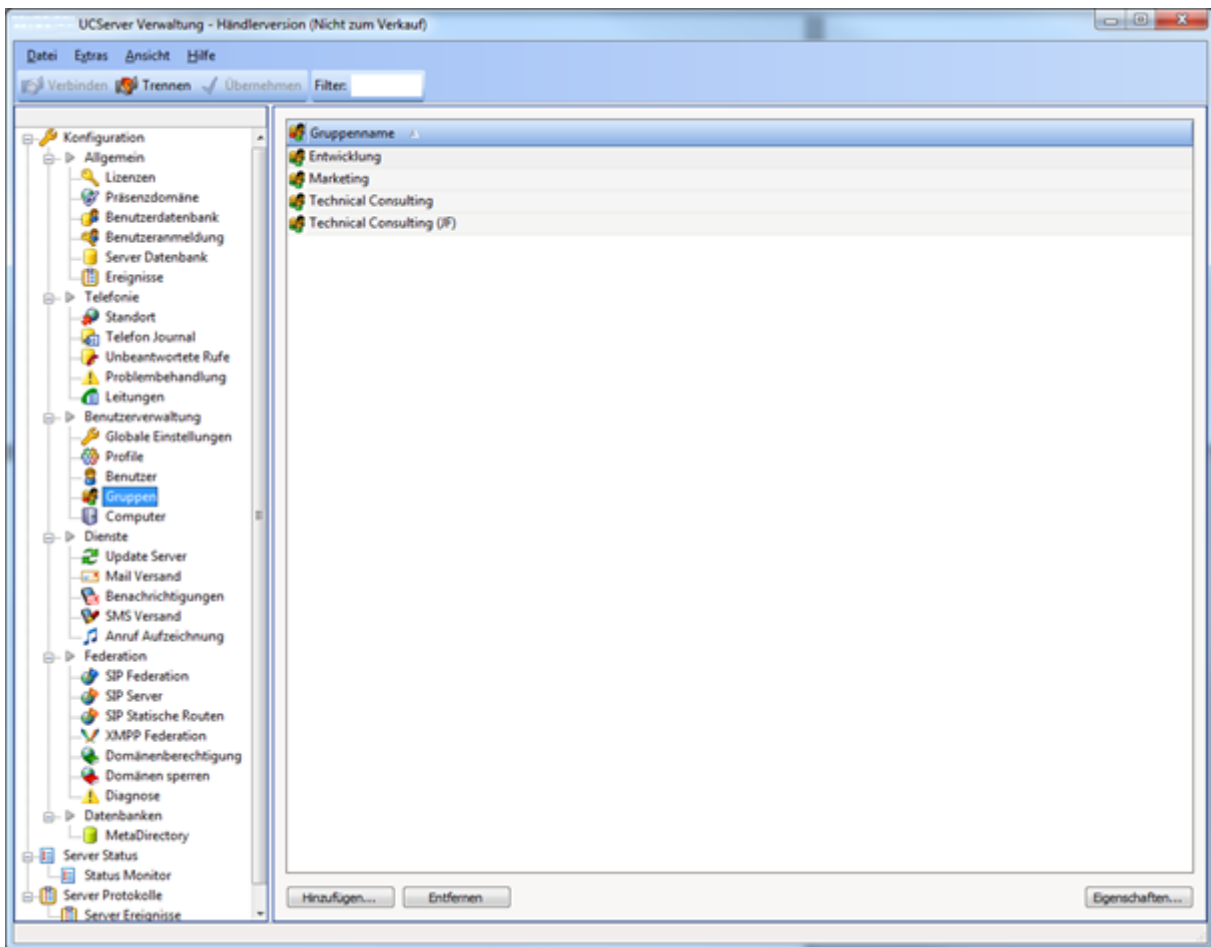 UCServer Verwaltung - Händlerversion (Nicht zum Verkauf)
Datei Extras Ansicht Hilfe
Verbinden Trennen Übernehmen Filter:
Konfiguration
Allgemein
Lizenzen
Präsenzdomäne
Benutzerdatenbank
Benutzeranmeldung
Server Datenbank
Ereignisse
Telefonie
Standort
Telefon Journal
Unbeantwortete Rufe
Problembehandlung
Leitungen
Benutzerverwaltung
Globale Einstellungen
Profile
Benutzer
Gruppen
Computer
Dienste
Update Server
Mail Versand
Benachrichtigungen
SMS Versand
Anruf Aufzeichnung
Federation
SIP Federation
SIP Server
SIP Statische Routen
XMPP Federation
Domänenberechtigung
Domänen sperren
Diagnose
Datenbanken
MetaDirectory
Server Status
Status Monitor
Server Protokolle
Server Ereignisse
Gruppenname
Entwicklung
Marketing
Technical Consulting
Technical Consulting (JF)
Hinzufügen... Entfernen Eigenschaften...